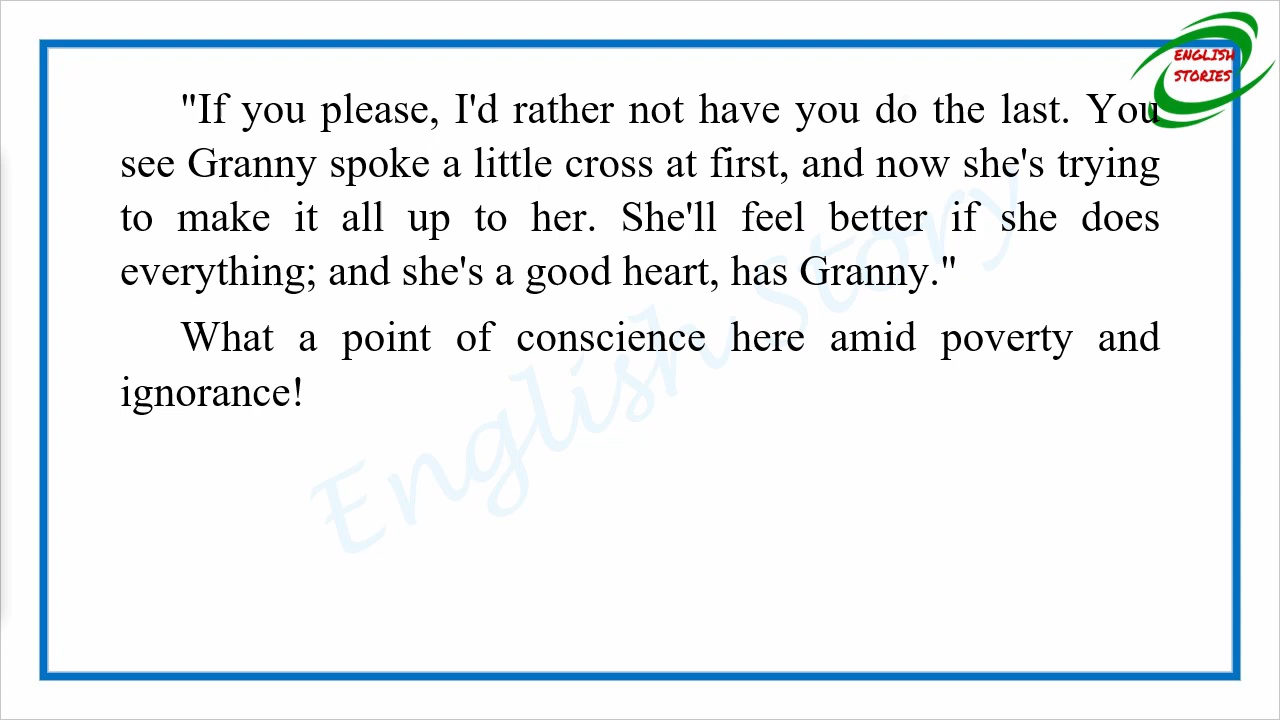 ENGLISH
STORIES
"If you please, I'd rather not have you do the last. You
see Granny spoke a little cross at first, and now she's trying
to make it all up to her. She'll feel better if she does
everything; and she's a good heart, has Granny."
What a point of conscience here amid poverty and
ignorance!
English Story